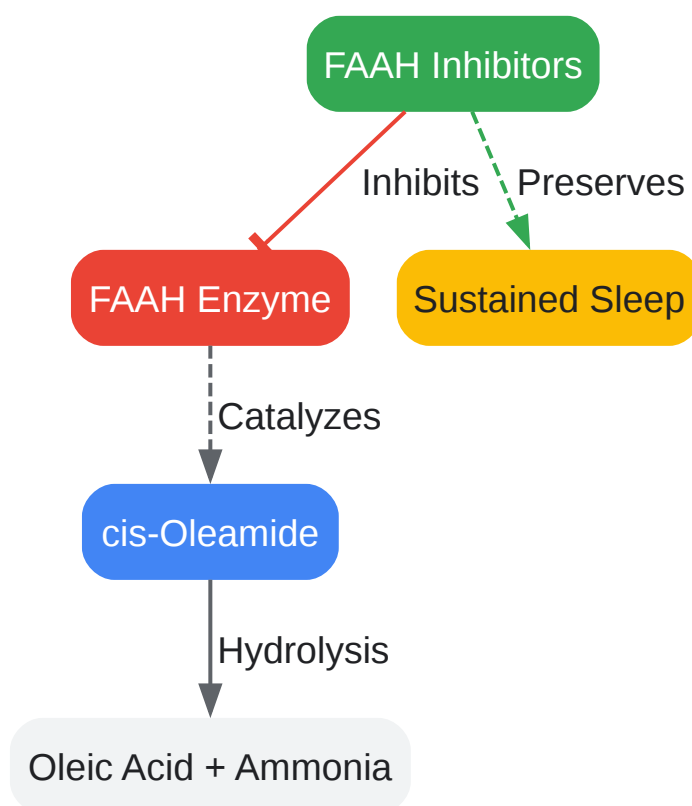 FAAH Inhibitors
Inhibits
Preserves
FAAH Enzyme
Sustained Sleep
Catalyzes
cis-Oleamide
Hydrolysis
Oleic Acid + Ammonia